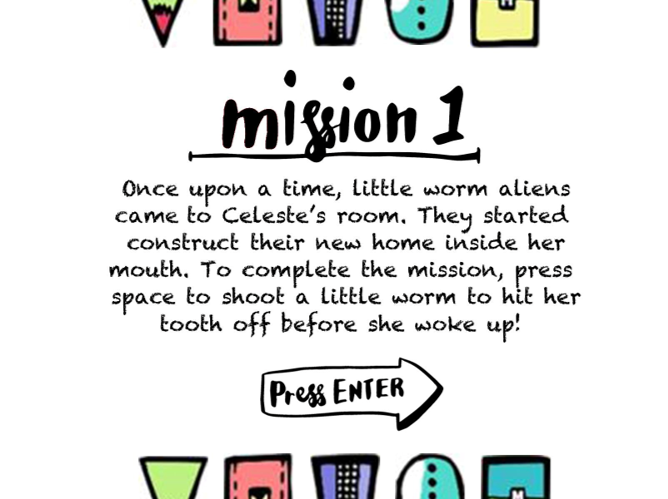 mission 1
Once upon a time, little worm aliens
came to Celeste's room. They started
construct their new home inside her
mouth. To complete the mission, press
space to shoot a little worm to hit her
tooth off before she woke up!
Press ENTER